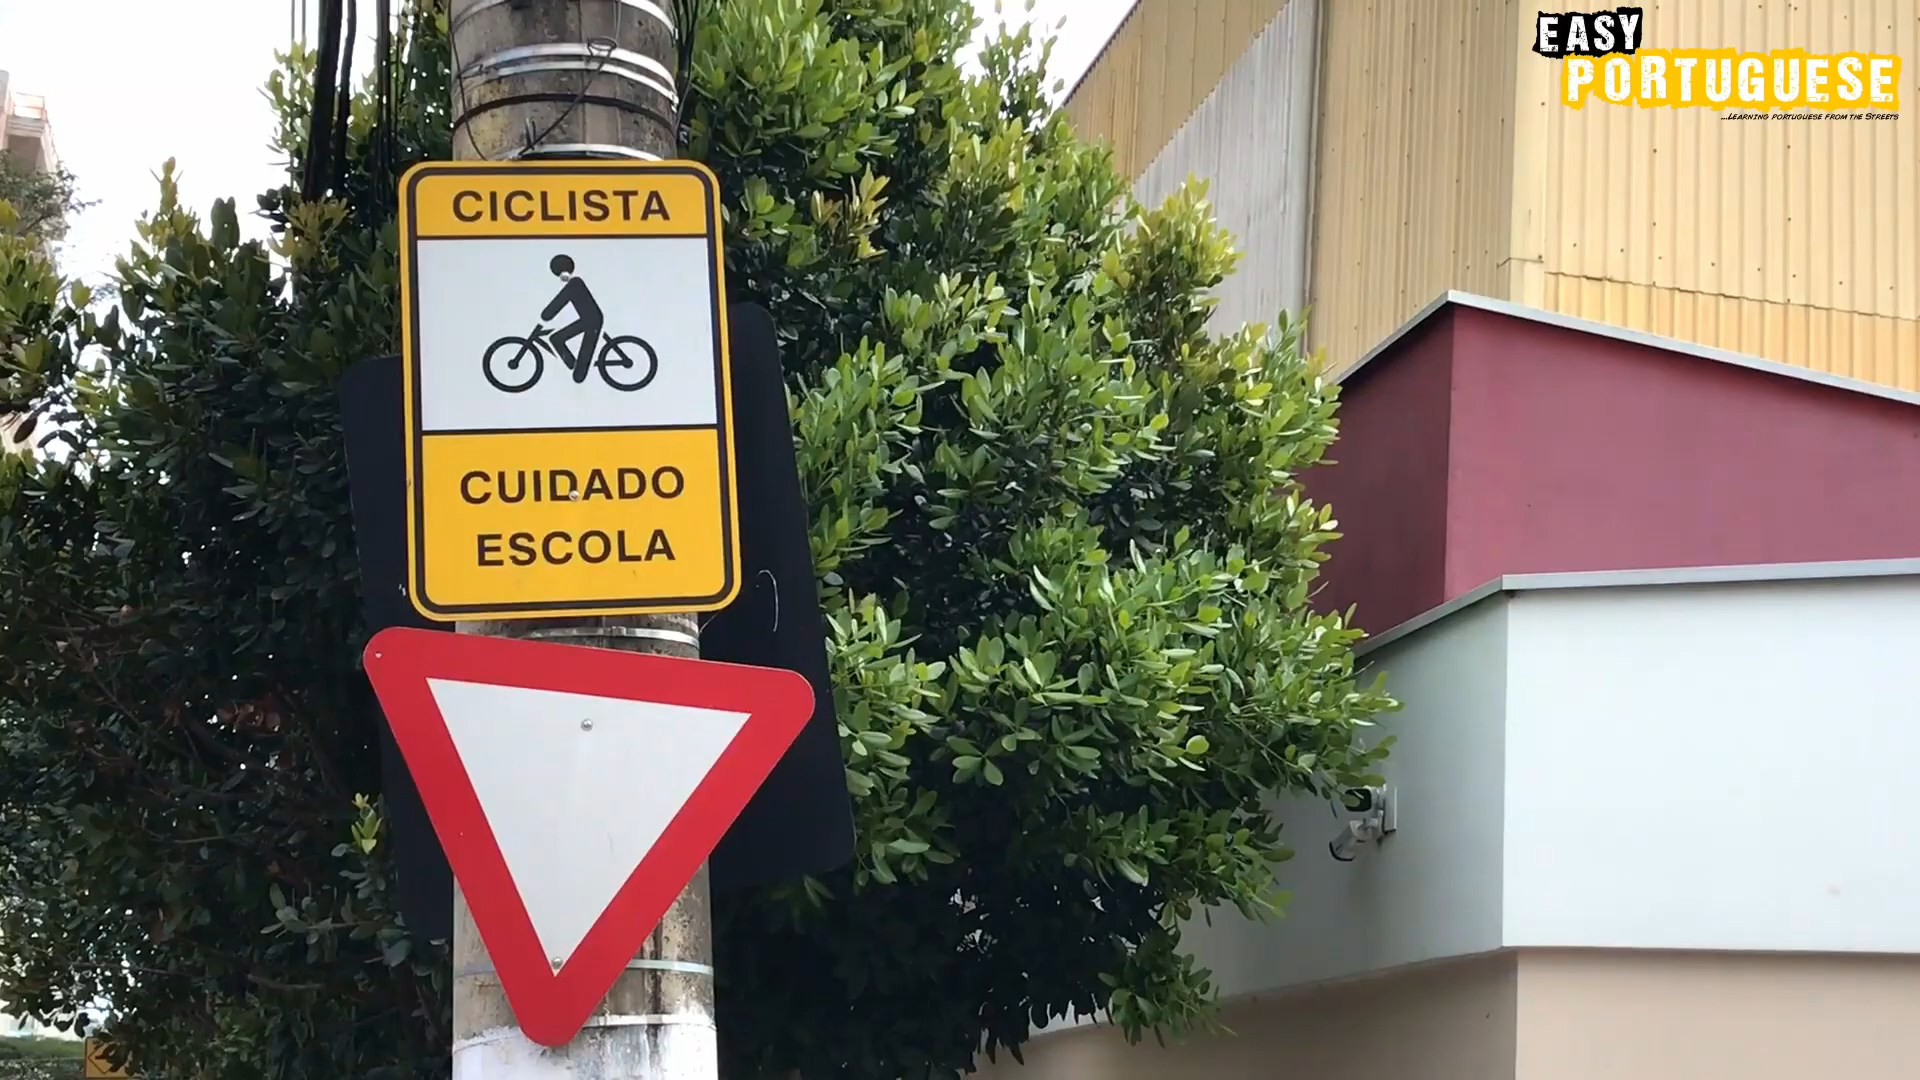 EASY
PORTUGUESE
...LEARNING PORTUGUESE FROM THE STREETS
CICLISTA
CUIDADO
ESCOLA